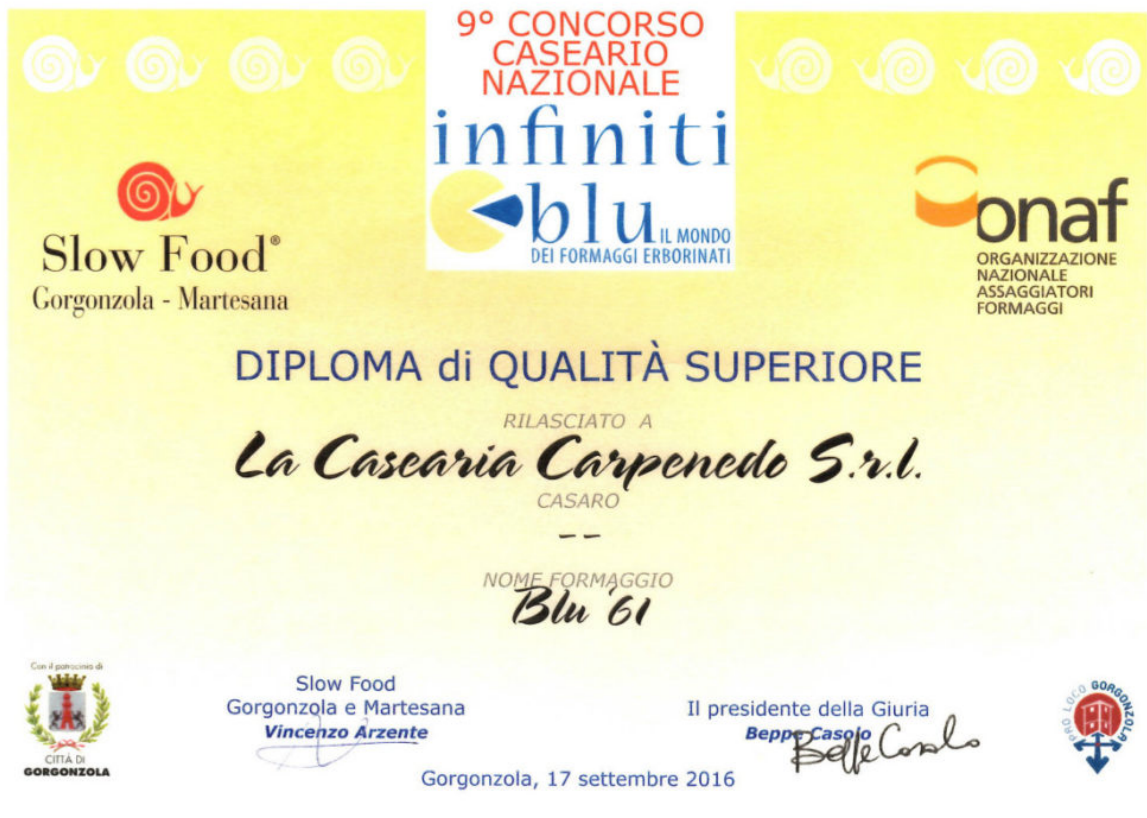 9° CONCORSO
CASEARIO
NAZIONALE
infiniti
blu
IL MONDO
DEI FORMAGGI ERBORINATI
Slow Food®
Gorgonzola - Martesana
onaf
ORGANIZZAZIONE
NAZIONALE
ASSAGGIATORI
FORMAGGI
DIPLOMA di QUALITÀ SUPERIORE
RILASCIATO A
La Casearia Carpenedo S.r.l.
CASARO
--
NOME FORMAGGIO
Blu '61
Con il patrocinio di
CITTÀ DI
GORGONZOLA
Slow Food
Gorgonzola e Martesana
Vincenzo Arzente
Il presidente della Giuria
Beppe Casolo
Beppe Casolo
PRO LOCO GORGONZOLA
Gorgonzola, 17 settembre 2016